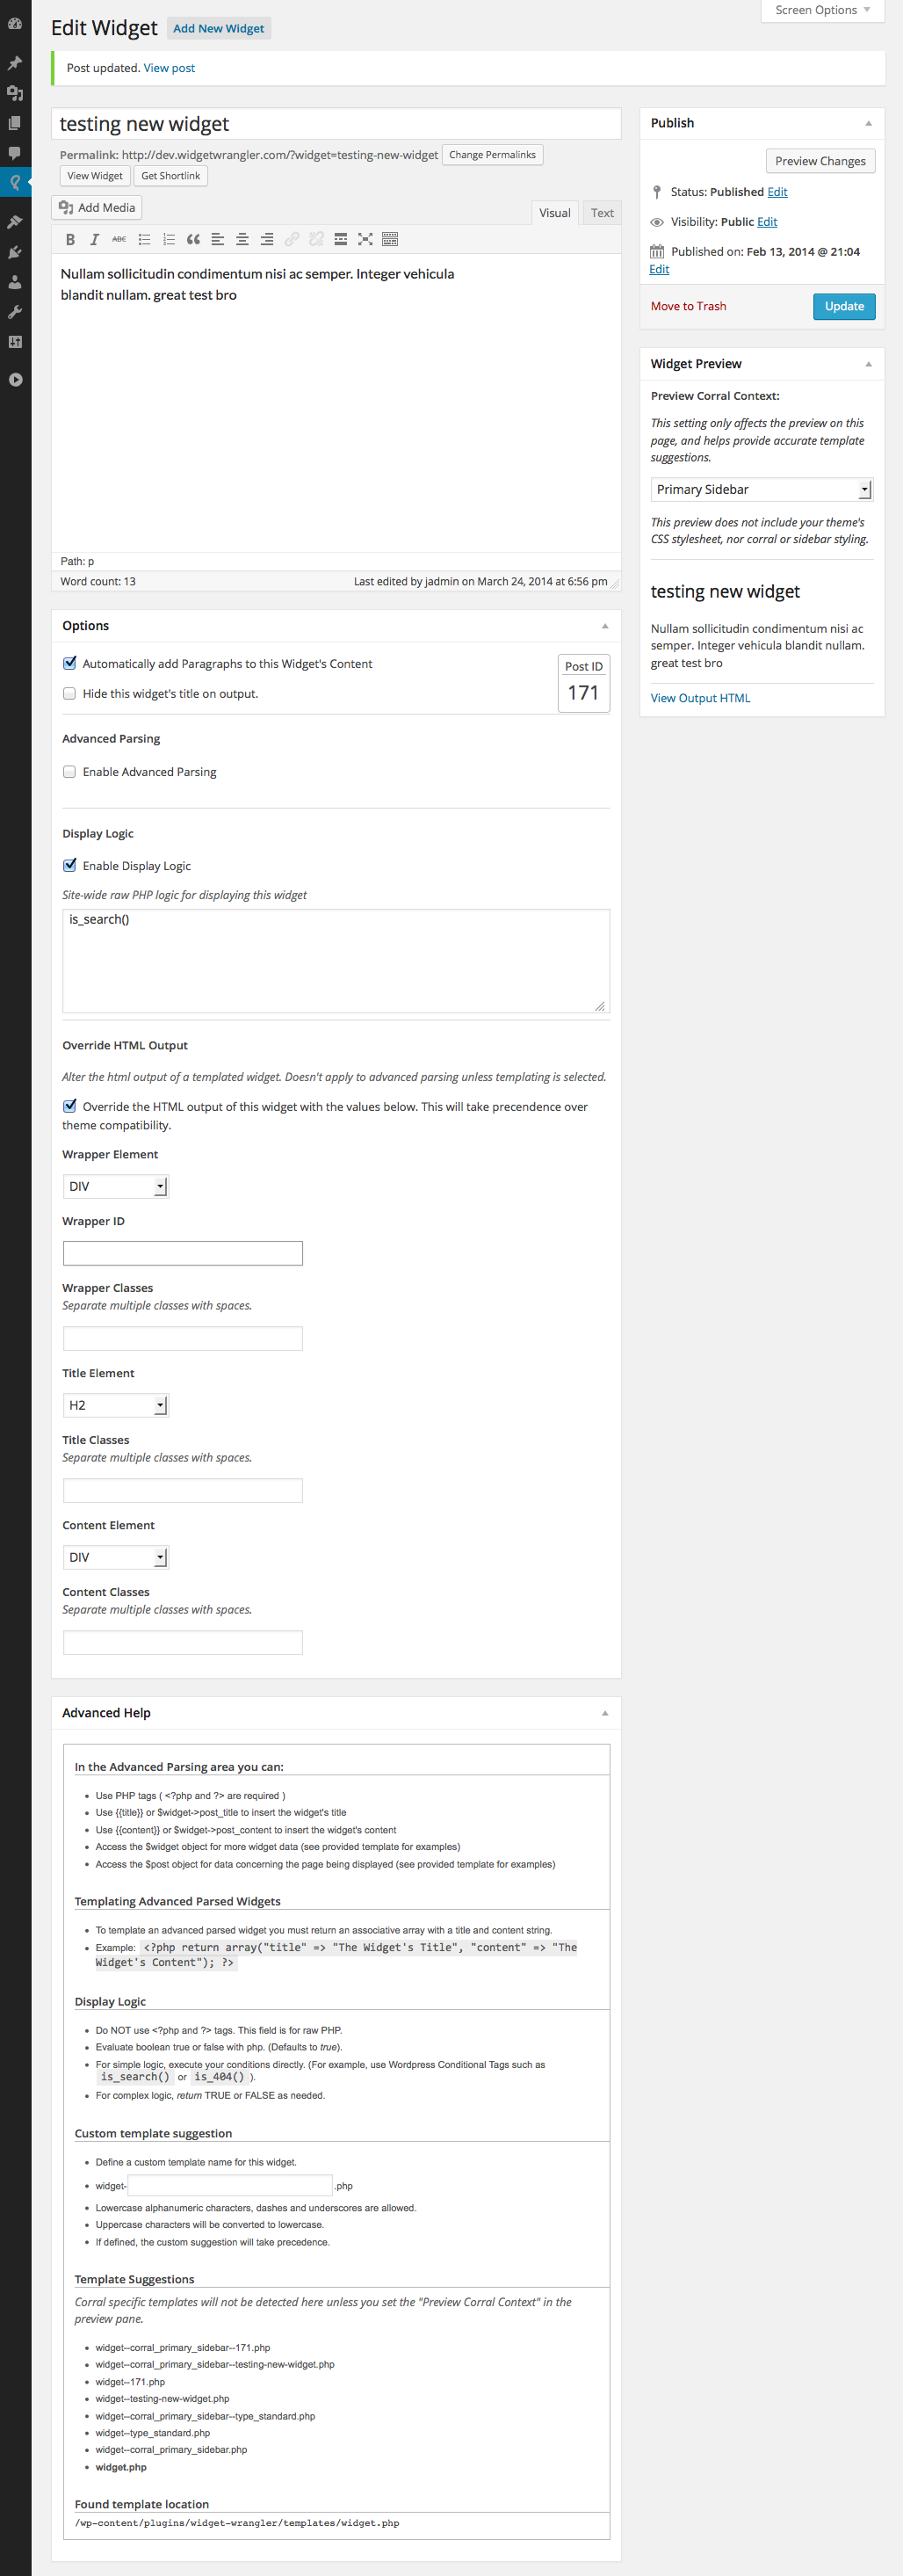 Screen Options
Edit Widget Add New Widget
Post updated. View post
testing new widget
Permalink: http://dev.widgetwrangler.com/?widget=testing-new-widget Change Permalinks
View Widget Get Shortlink
Add Media
Visual Text
B I ABC
Nullam sollicitudin condimentum nisi ac semper. Integer vehicula
blandit nullam. great test bro
Path: p
Word count: 13 Last edited by jadmin on March 24, 2014 at 6:56 pm
Publish
Preview Changes
Status: Published Edit
Visibility: Public Edit
Published on: Feb 13, 2014 @ 21:04
Edit
Move to Trash Update
Widget Preview
Preview Corral Context:
This setting only affects the preview on this
page, and helps provide accurate template
suggestions.
Primary Sidebar
This preview does not include your theme's
CSS stylesheet, nor corral or sidebar styling.
testing new widget
Nullam sollicitudin condimentum nisi ac
semper. Integer vehicula blandit nullam.
great test bro
View Output HTML
Options
Automatically add Paragraphs to this Widget's Content
Hide this widget's title on output.
Post ID
171
Advanced Parsing
Enable Advanced Parsing
Display Logic
Enable Display Logic
Site-wide raw PHP logic for displaying this widget
is_search()
Override HTML Output
Alter the html output of a templated widget. Doesn't apply to advanced parsing unless templating is selected.
Override the HTML output of this widget with the values below. This will take precendence over
theme compatibility.
Wrapper Element
DIV
Wrapper ID
Wrapper Classes
Separate multiple classes with spaces.
Title Element
H2
Title Classes
Separate multiple classes with spaces.
Content Element
DIV
Content Classes
Separate multiple classes with spaces.
Advanced Help
In the Advanced Parsing area you can:
Use PHP tags ( <?php and ?> are required )
Use {{title}} or $widget->post_title to insert the widget's title
Use {{content}} or $widget->post_content to insert the widget's content
Access the $widget object for more widget data (see provided template for examples)
Access the $post object for data concerning the page being displayed (see provided template for examples)
Templating Advanced Parsed Widgets
To template an advanced parsed widget you must return an associative array with a title and content string.
Example: <?php return array("title" => "The Widget's Title", "content" => "The
Widget's Content"); ?>
Display Logic
Do NOT use <?php and ?> tags. This field is for raw PHP.
Evaluate boolean true or false with php. (Defaults to true).
For simple logic, execute your conditions directly. (For example, use Wordpress Conditional Tags such as
is_search() or is_404() ).
For complex logic, return TRUE or FALSE as needed.
Custom template suggestion
Define a custom template name for this widget.
widget- .php
Lowercase alphanumeric characters, dashes and underscores are allowed.
Uppercase characters will be converted to lowercase.
If defined, the custom suggestion will take precedence.
Template Suggestions
Corral specific templates will not be detected here unless you set the "Preview Corral Context" in the
preview pane.
widget--corral_primary_sidebar--171.php
widget--corral_primary_sidebar--testing-new-widget.php
widget--171.php
widget--testing-new-widget.php
widget--corral_primary_sidebar--type_standard.php
widget--type_standard.php
widget--corral_primary_sidebar.php
widget.php
Found template location
/wp-content/plugins/widget-wrangler/templates/widget.php